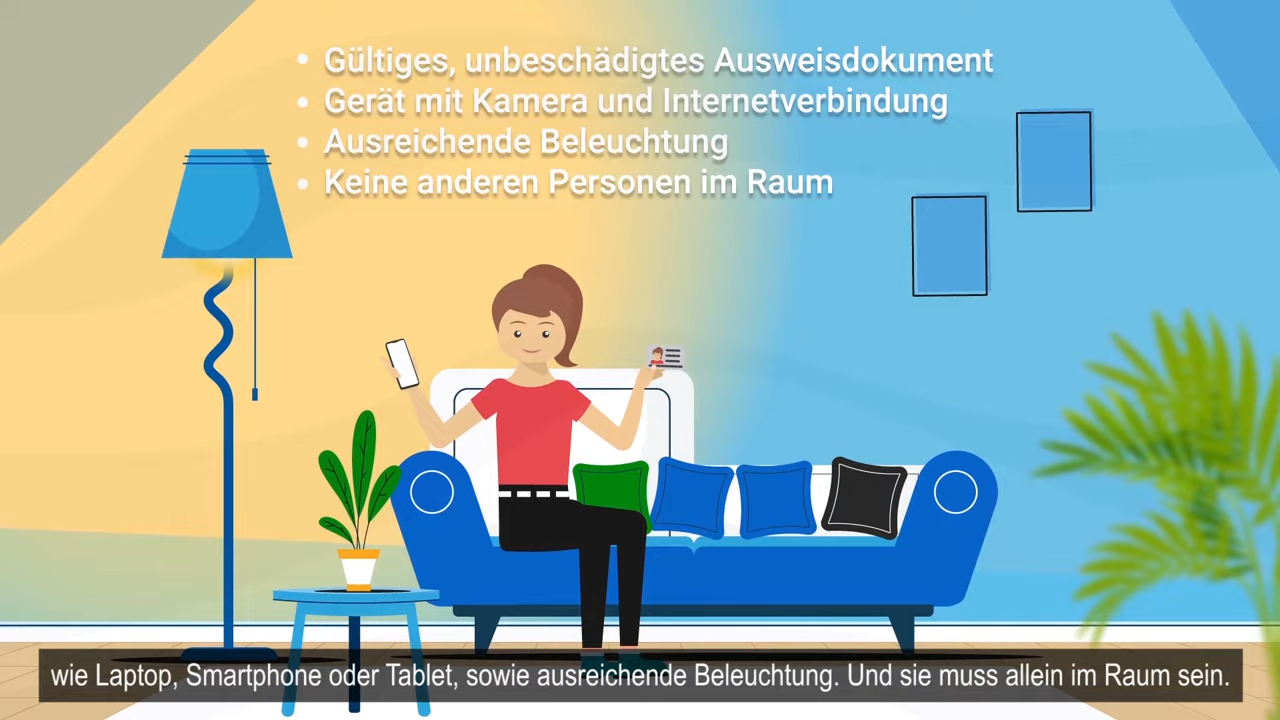 • Gültiges, unbeschädigtes Ausweisdokument
• Gerät mit Kamera und Internetverbindung
• Ausreichende Beleuchtung
• Keine anderen Personen im Raum
wie Laptop, Smartphone oder Tablet, sowie ausreichende Beleuchtung. Und sie muss allein im Raum sein.